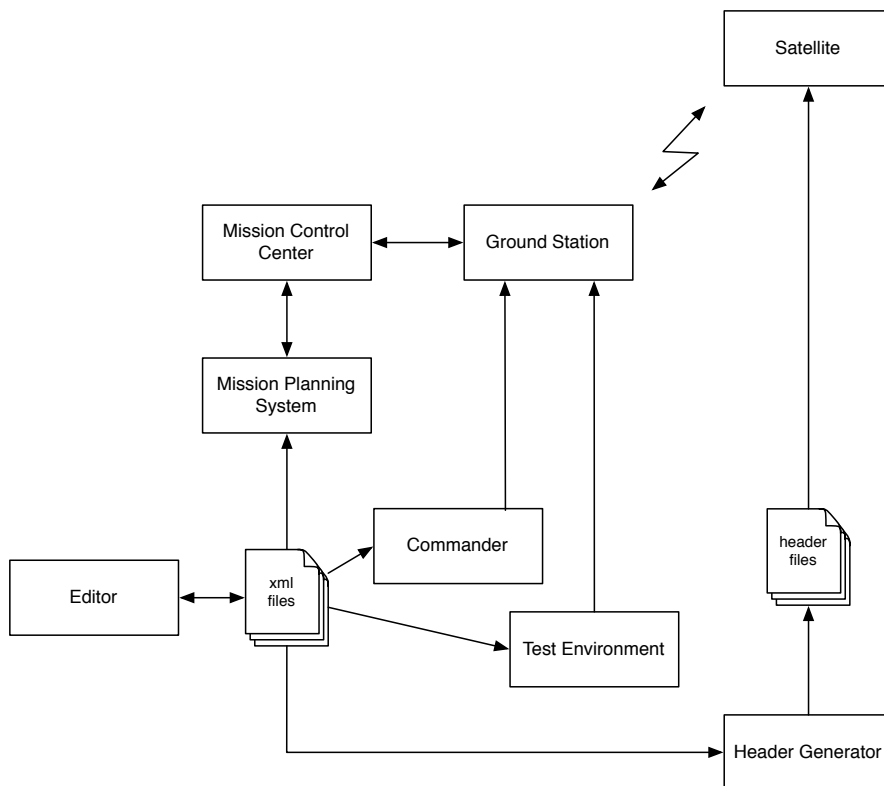 Satellite
Mission Control
Center
Ground Station
Mission Planning
System
Commander
header
files
Editor
xml
files
Test Environment
Header Generator